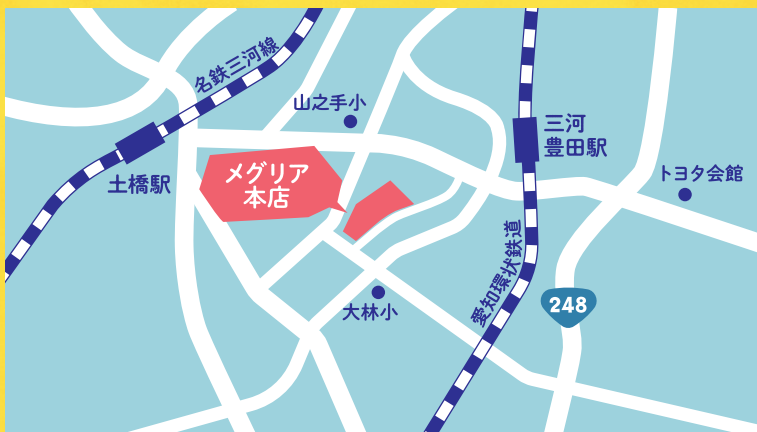 名鉄三河線
山之手小
三河
豊田駅
メグリア
本店
土橋駅
トヨタ会館
愛知環状鉄道
248
大林小